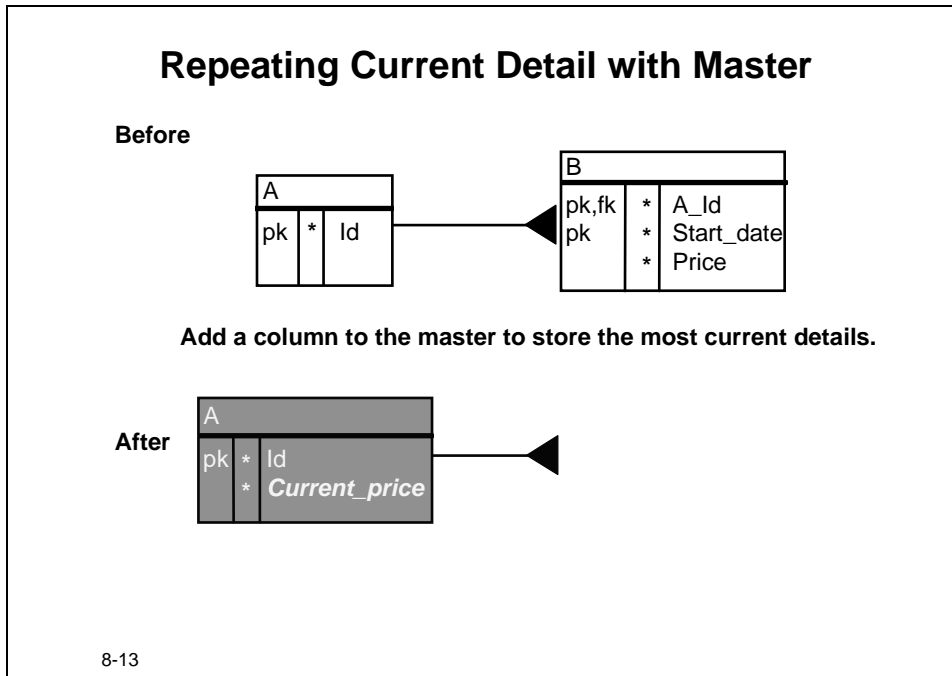 Repeating Current Detail with Master
Before
A
pk * Id
B
pk,fk * A_Id
pk * Start_date
* Price
Add a column to the master to store the most current details.
After
A
pk * Id
* Current_price
8-13